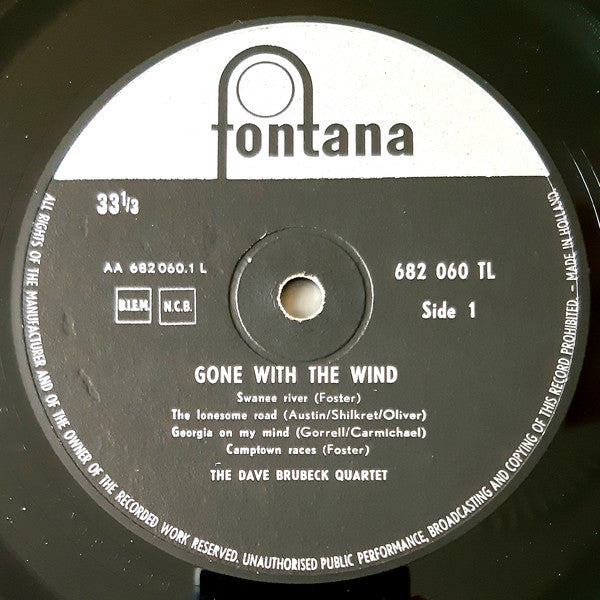 fontana
33⅓
AA 682 060.1 L
682 060 TL
B.I.E.M.
N.C.B.
Side 1
GONE WITH THE WIND
Swanee river (Foster)
The lonesome road (Austin/Shilkret/Oliver)
Georgia on my mind (Gorrell/Carmichael)
Camptown races (Foster)
THE DAVE BRUBECK QUARTET
ALL RIGHTS OF THE MANUFACTURER AND OF THE OWNER OF THE RECORDED WORK RESERVED. UNAUTHORISED PUBLIC PERFORMANCE, BROADCASTING AND COPYING OF THIS RECORD PROHIBITED. – MADE IN HOLLAND.